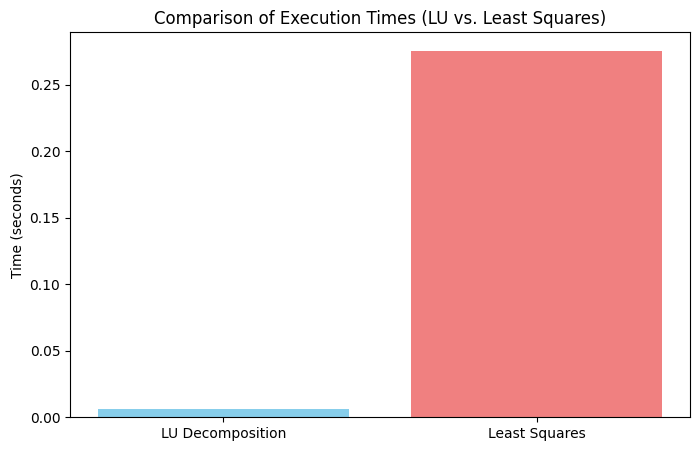 Comparison of Execution Times (LU vs. Least Squares)
Time (seconds)
0.25
0.20
0.15
0.10
0.05
0.00
LU Decomposition
Least Squares